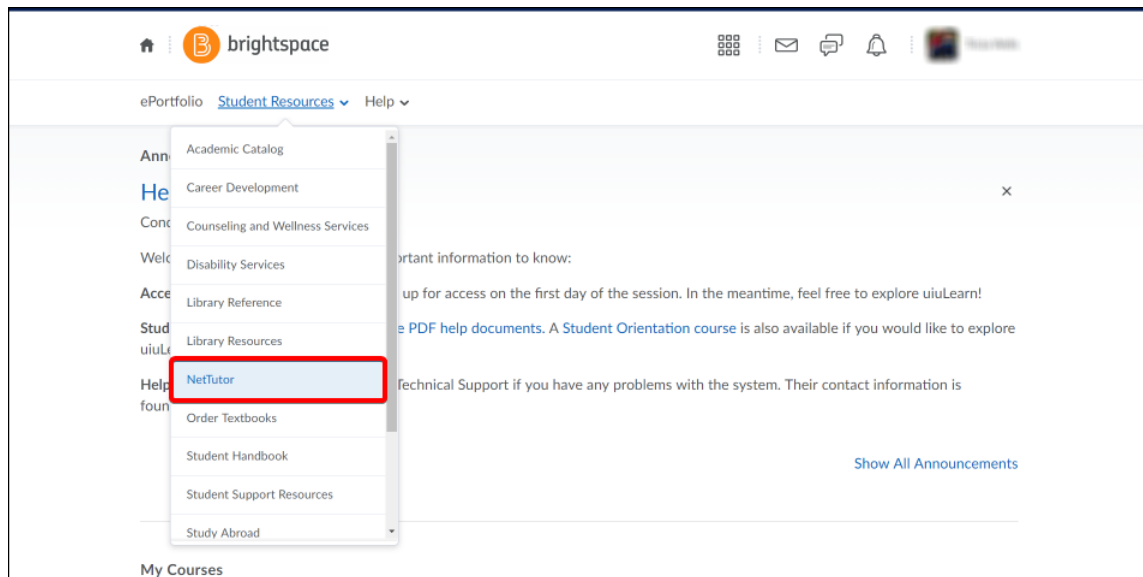 brightspace
ePortfolio Student Resources Help
Academic Catalog
Career Development
Counseling and Wellness Services
Disability Services
Library Reference
Library Resources
NetTutor
Order Textbooks
Student Handbook
Student Support Resources
Study Abroad
Ann
He
Cond
Welc ortant information to know:
Acce up for access on the first day of the session. In the meantime, feel free to explore uiuLearn!
Stud e PDF help documents. A Student Orientation course is also available if you would like to explore
uiuLe
Help Technical Support if you have any problems with the system. Their contact information is
foun
Show All Announcements
My Courses